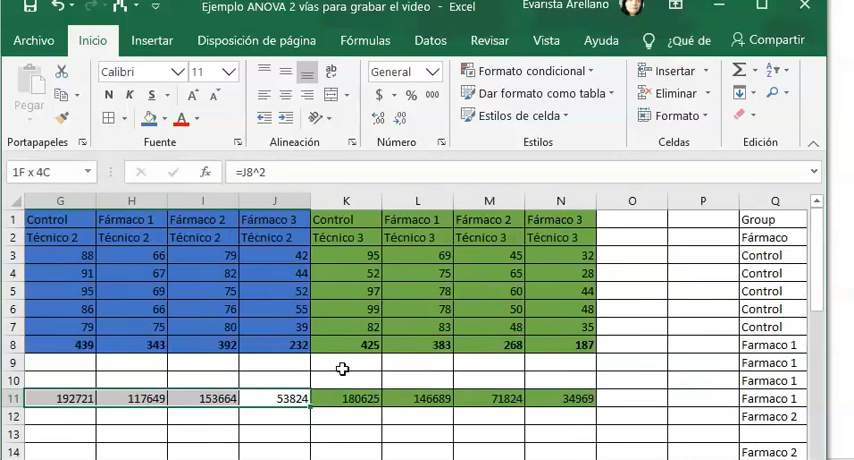 Ejemplo ANOVA 2 vías para grabar el video - Excel
Evarista Arellano
Archivo Inicio Insertar Disposición de página Fórmulas Datos Revisar Vista Ayuda ¿Qué de Compartir
Pegar
Calibri 11
N K S
General
$ % 000
Formato condicional
Dar formato como tabla
Estilos de celda
Insertar
Eliminar
Formato
Portapapeles Fuente Alineación Número Estilos Celdas Edición
1F x 4C fx =J8^2
G H I J K L M N O P Q
1 Control Fármaco 1 Fármaco 2 Fármaco 3 Control Fármaco 1 Fármaco 2 Fármaco 3 Group
2 Técnico 2 Técnico 2 Técnico 2 Técnico 2 Técnico 3 Técnico 3 Técnico 3 Técnico 3 Fármaco
3 88 66 79 42 95 69 45 32 Control
4 91 67 82 44 52 75 65 28 Control
5 95 69 75 52 97 78 60 44 Control
6 86 66 76 55 99 78 50 48 Control
7 79 75 80 39 82 83 48 35 Control
8 439 343 392 232 425 383 268 187 Farmaco 1
9 Farmaco 1
10 Farmaco 1
11 192721 117649 153664 53824 180625 146689 71824 34969 Farmaco 1
12 Farmaco 2
13
14 Farmaco 2